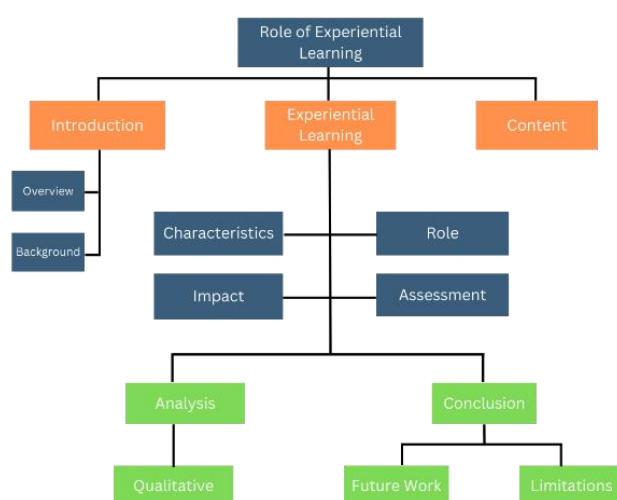 Role of Experiential
Learning
Introduction
Experiential
Learning
Content
Overview
Background
Characteristics
Role
Impact
Assessment
Analysis
Conclusion
Qualitative
Future Work
Limitations